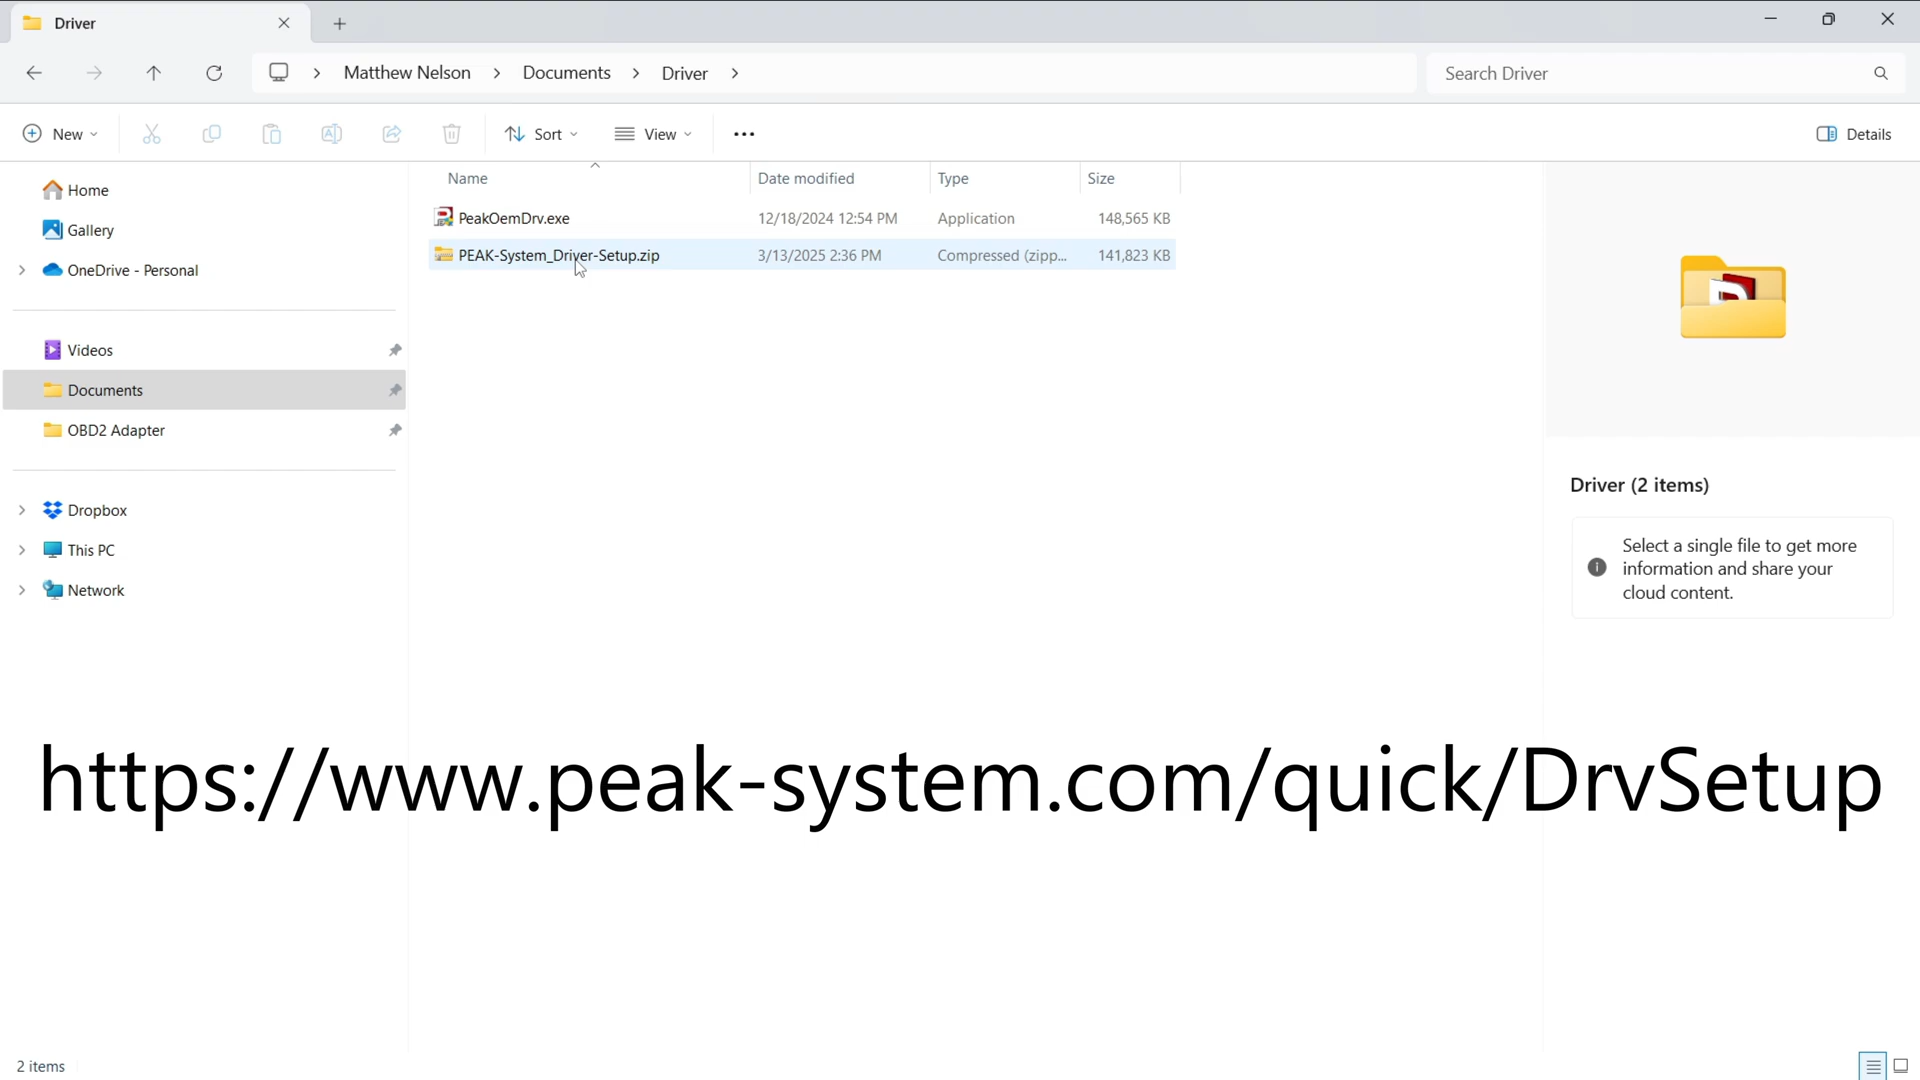 Driver
Matthew Nelson
Documents
Driver
Search Driver
New
Sort
View
Details
Home
Gallery
OneDrive - Personal
Videos
Documents
OBD2 Adapter
Dropbox
This PC
Network
Name
Date modified
Type
Size
PeakOemDrv.exe
12/18/2024 12:54 PM
Application
148,565 KB
PEAK-System_Driver-Setup.zip
3/13/2025 2:36 PM
Compressed (zipp...
141,823 KB
Driver (2 items)
Select a single file to get more
information and share your
cloud content.
https://www.peak-system.com/quick/DrvSetup
2 items